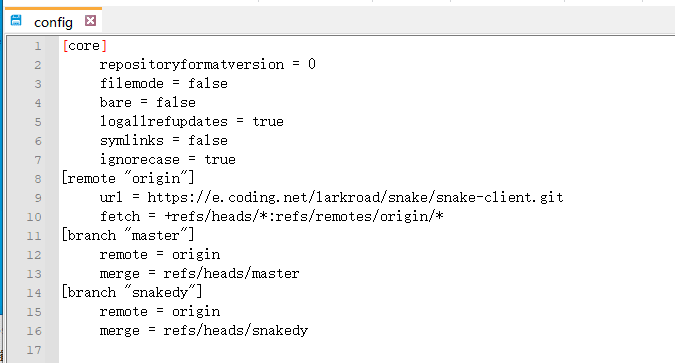 config
1 [core]
2 repositoryformatversion = 0
3 filemode = false
4 bare = false
5 logallrefupdates = true
6 symlinks = false
7 ignorecase = true
8 [remote "origin"]
9 url = https://e.coding.net/larkroad/snake/snake-client.git
10 fetch = +refs/heads/*:refs/remotes/origin/*
11 [branch "master"]
12 remote = origin
13 merge = refs/heads/master
14 [branch "snakedy"]
15 remote = origin
16 merge = refs/heads/snakedy
17